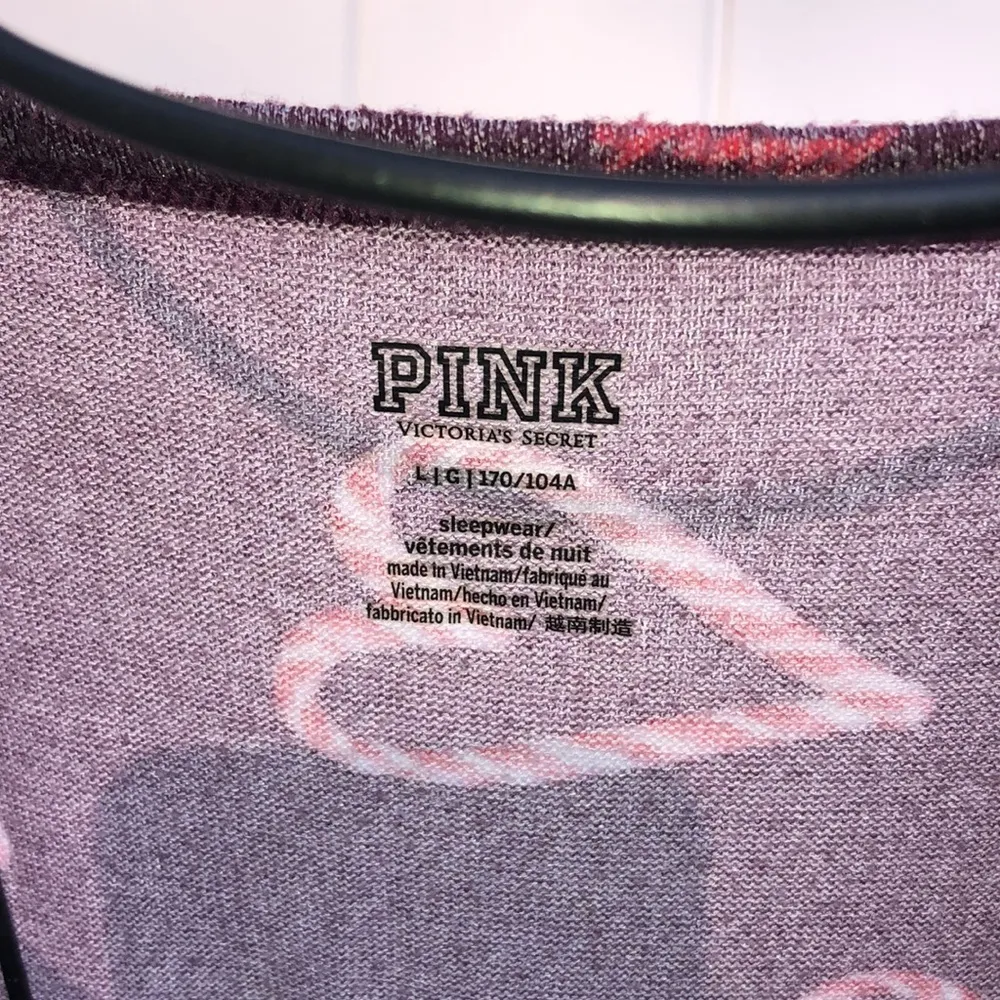 PINK
VICTORIA'S SECRET
L | G | 170/104A
sleepwear/
vêtements de nuit
made in Vietnam/fabriqué au
Vietnam/hecho en Vietnam/
fabbricato in Vietnam/ 越南制造